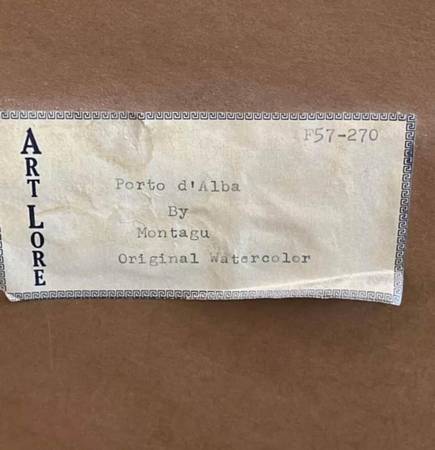 ART LORE
F57-270
Porto d'Alba
By
Montagu
Original Watercolor